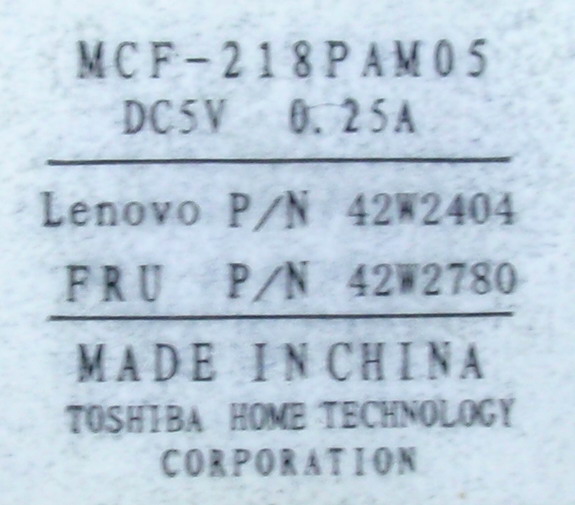 MCF-218PAM05
DC5V 0.25A
Lenovo P/N 42W2404
FRU P/N 42W2780
MADE IN CHINA
TOSHIBA HOME TECHNOLOGY
CORPORATION